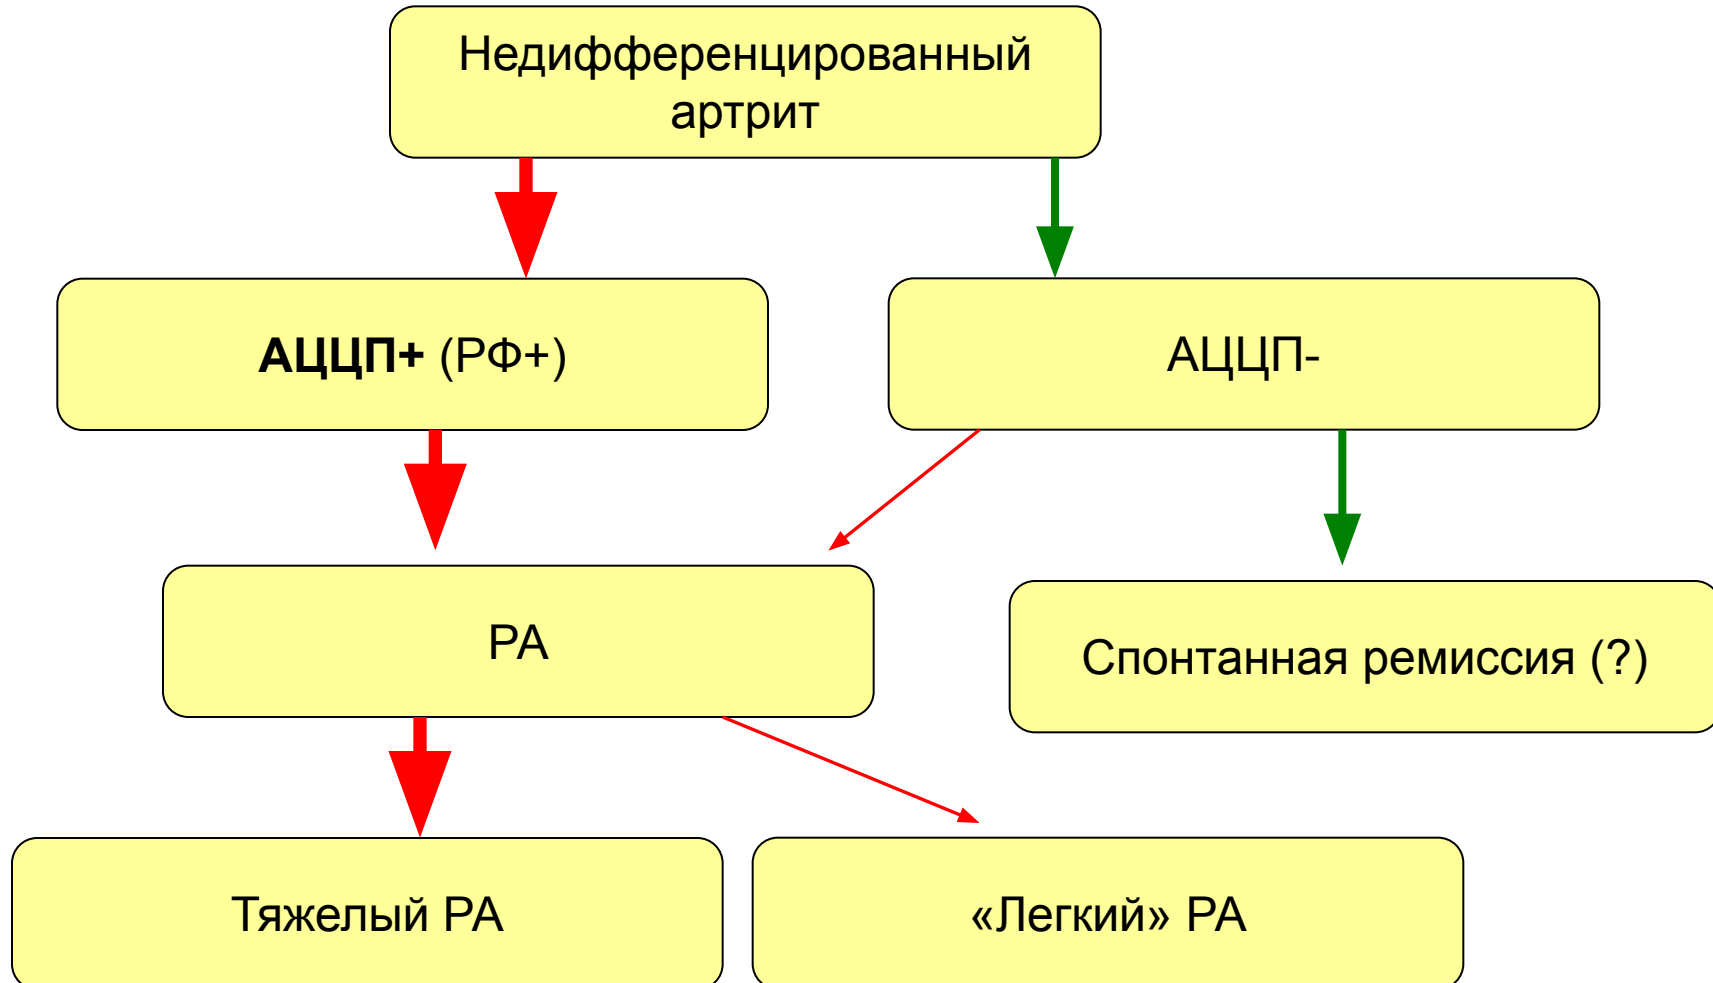 Недифференцированный
артрит
АЦЦП+ (РФ+)
АЦЦП-
РА
Спонтанная ремиссия (?)
Тяжелый РА
«Легкий» РА